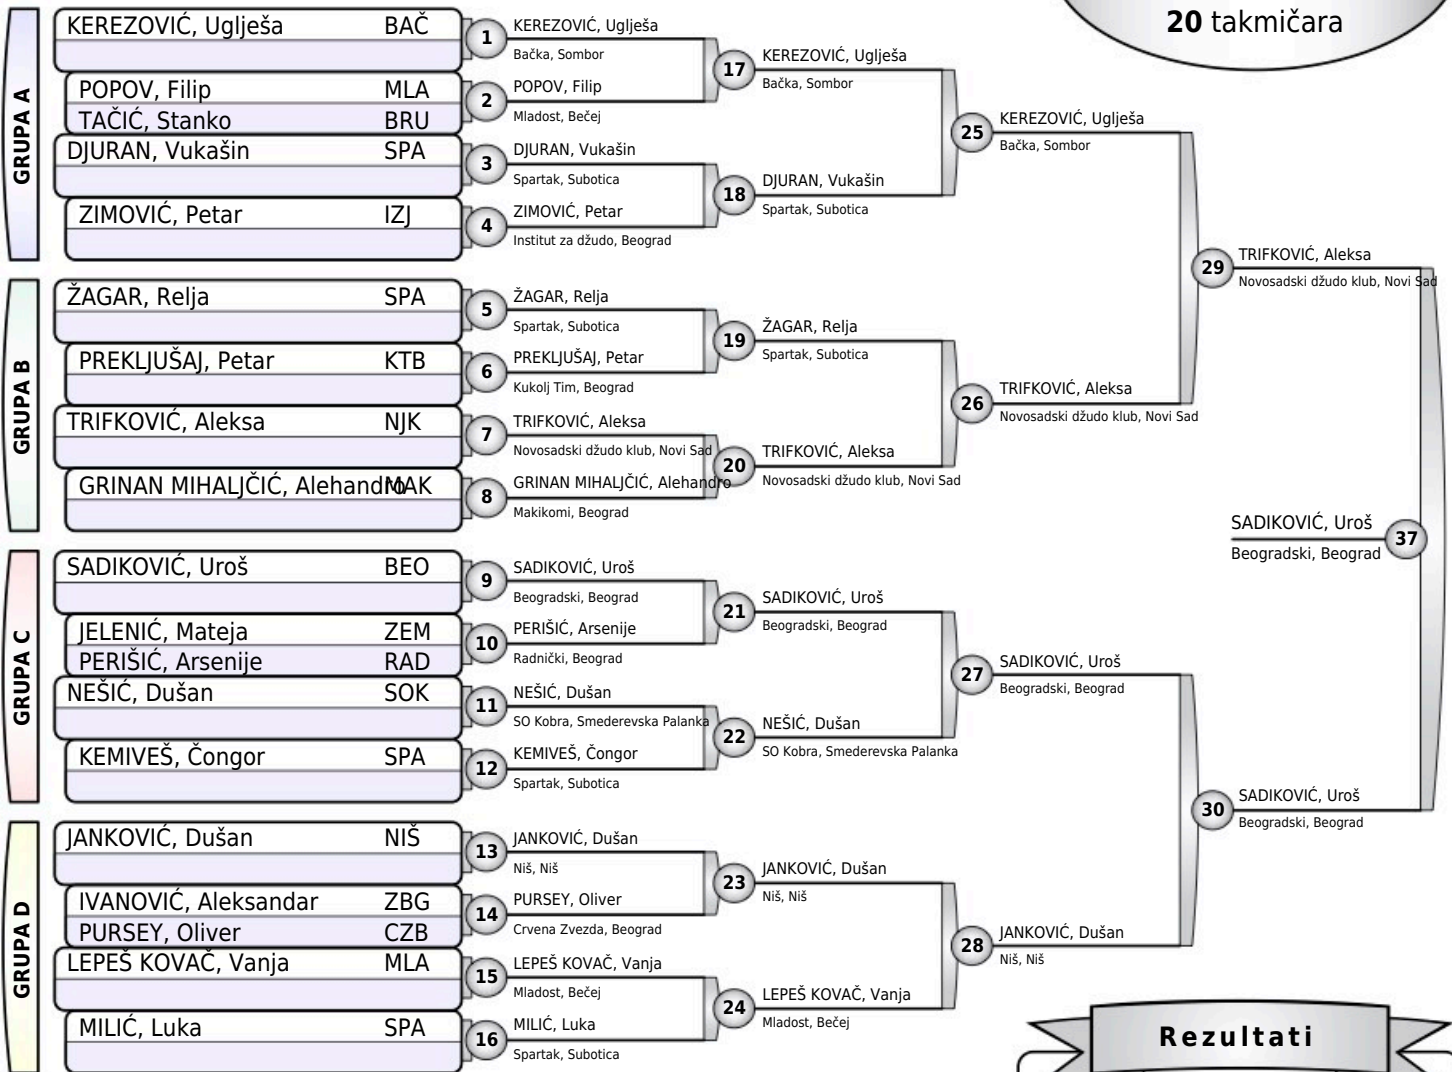 20 takmičara
GRUPA A
KEREZOVIĆ, Uglješa BAČ
POPOV, Filip MLA
TAČIĆ, Stanko BRU
DJURAN, Vukašin SPA
ZIMOVIĆ, Petar IZJ
1 KEREZOVIĆ, Uglješa
Bačka, Sombor
2 POPOV, Filip
Mladost, Bečej
3 DJURAN, Vukašin
Spartak, Subotica
4 ZIMOVIĆ, Petar
Institut za džudo, Beograd
17 KEREZOVIĆ, Uglješa
Bačka, Sombor
18 DJURAN, Vukašin
Spartak, Subotica
25 KEREZOVIĆ, Uglješa
Bačka, Sombor
GRUPA B
ŽAGAR, Relja SPA
PREKLJUŠAJ, Petar KTB
TRIFKOVIĆ, Aleksa NJK
GRINAN MIHALJČIĆ, Alehandro MAK
5 ŽAGAR, Relja
Spartak, Subotica
6 PREKLJUŠAJ, Petar
Kukolj Tim, Beograd
7 TRIFKOVIĆ, Aleksa
Novosadski džudo klub, Novi Sad
8 GRINAN MIHALJČIĆ, Alehandro
Makikomi, Beograd
19 ŽAGAR, Relja
Spartak, Subotica
20 TRIFKOVIĆ, Aleksa
Novosadski džudo klub, Novi Sad
26 TRIFKOVIĆ, Aleksa
Novosadski džudo klub, Novi Sad
29 TRIFKOVIĆ, Aleksa
Novosadski džudo klub, Novi Sad
GRUPA C
SADIKOVIĆ, Uroš BEO
JELENIĆ, Mateja ZEM
PERIŠIĆ, Arsenije RAD
NEŠIĆ, Dušan SOK
KEMIVEŠ, Čongor SPA
9 SADIKOVIĆ, Uroš
Beogradski, Beograd
10 PERIŠIĆ, Arsenije
Radnički, Beograd
11 NEŠIĆ, Dušan
SO Kobra, Smederevska Palanka
12 KEMIVEŠ, Čongor
Spartak, Subotica
21 SADIKOVIĆ, Uroš
Beogradski, Beograd
22 NEŠIĆ, Dušan
SO Kobra, Smederevska Palanka
27 SADIKOVIĆ, Uroš
Beogradski, Beograd
GRUPA D
JANKOVIĆ, Dušan NIŠ
IVANOVIĆ, Aleksandar ZBG
PURSEY, Oliver CZB
LEPEŠ KOVAČ, Vanja MLA
MILIĆ, Luka SPA
13 JANKOVIĆ, Dušan
Niš, Niš
14 PURSEY, Oliver
Crvena Zvezda, Beograd
15 LEPEŠ KOVAČ, Vanja
Mladost, Bečej
16 MILIĆ, Luka
Spartak, Subotica
23 JANKOVIĆ, Dušan
Niš, Niš
24 LEPEŠ KOVAČ, Vanja
Mladost, Bečej
28 JANKOVIĆ, Dušan
Niš, Niš
30 SADIKOVIĆ, Uroš
Beogradski, Beograd
SADIKOVIĆ, Uroš 37
Beogradski, Beograd
Rezultati